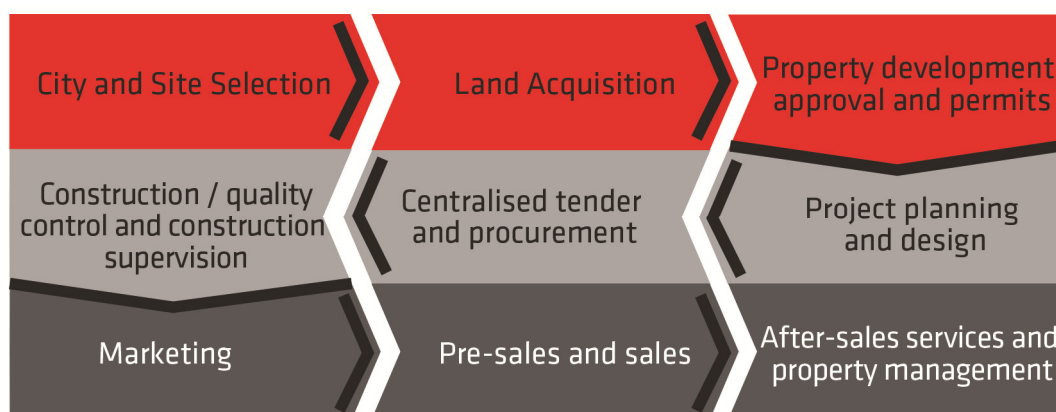 City and Site Selection
Land Acquisition
Property development
approval and permits
Construction / quality
control and construction
supervision
Centralised tender
and procurement
Project planning
and design
Marketing
Pre-sales and sales
After-sales services and
property management